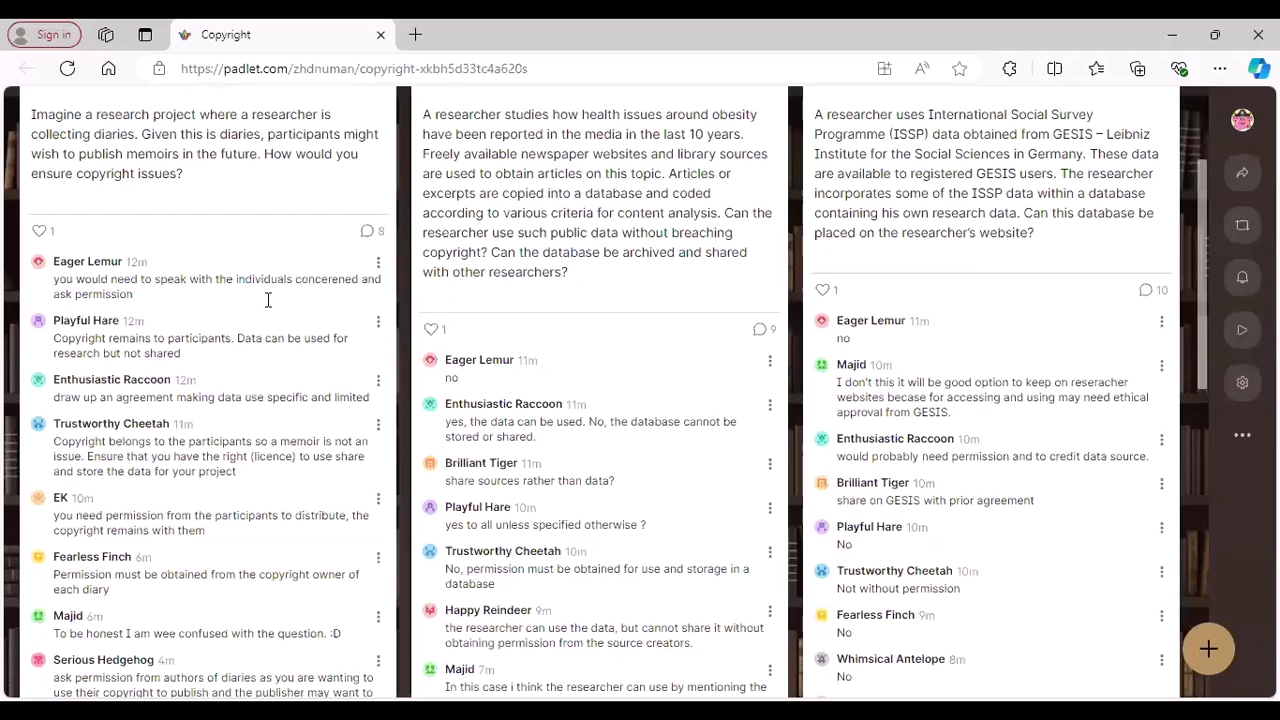 Sign in
Copyright
https://padlet.com/zhdnuman/copyright-xkbh5d33tc4a620s
Imagine a research project where a researcher is
collecting diaries. Given this is diaries, participants might
wish to publish memoirs in the future. How would you
ensure copyright issues?
1
8
Eager Lemur 12m
you would need to speak with the individuals concerened and
ask permission
Playful Hare 12m
Copyright remains to participants. Data can be used for
research but not shared
Enthusiastic Raccoon 12m
draw up an agreement making data use specific and limited
Trustworthy Cheetah 11m
Copyright belongs to the participants so a memoir is not an
issue. Ensure that you have the right (licence) to use share
and store the data for your project
EK 10m
you need permission from the participants to distribute, the
copyright remains with them
Fearless Finch 6m
Permission must be obtained from the copyright owner of
each diary
Majid 6m
To be honest I am wee confused with the question. :D
Serious Hedgehog 4m
ask permission from authors of diaries as you are wanting to
use their copyright to publish and the publisher may want to
A researcher studies how health issues around obesity
have been reported in the media in the last 10 years.
Freely available newspaper websites and library sources
are used to obtain articles on this topic. Articles or
excerpts are copied into a database and coded
according to various criteria for content analysis. Can the
researcher use such public data without breaching
copyright? Can the database be archived and shared
with other researchers?
1
9
Eager Lemur 11m
no
Enthusiastic Raccoon 11m
yes, the data can be used. No, the database cannot be
stored or shared.
Brilliant Tiger 11m
share sources rather than data?
Playful Hare 10m
yes to all unless specified otherwise ?
Trustworthy Cheetah 10m
No, permission must be obtained for use and storage in a
database
Happy Reindeer 9m
the researcher can use the data, but cannot share it without
obtaining permission from the source creators.
Majid 7m
In this case i think the researcher can use by mentioning the
A researcher uses International Social Survey
Programme (ISSP) data obtained from GESIS – Leibniz
Institute for the Social Sciences in Germany. These data
are available to registered GESIS users. The researcher
incorporates some of the ISSP data within a database
containing his own research data. Can this database be
placed on the researcher's website?
1
10
Eager Lemur 11m
no
Majid 10m
I don't this it will be good option to keep on reseracher
websites becase for accessing and using may need ethical
approval from GESIS.
Enthusiastic Raccoon 10m
would probably need permission and to credit data source.
Brilliant Tiger 10m
share on GESIS with prior agreement
Playful Hare 10m
No
Trustworthy Cheetah 10m
Not without permission
Fearless Finch 9m
No
Whimsical Antelope 8m
No